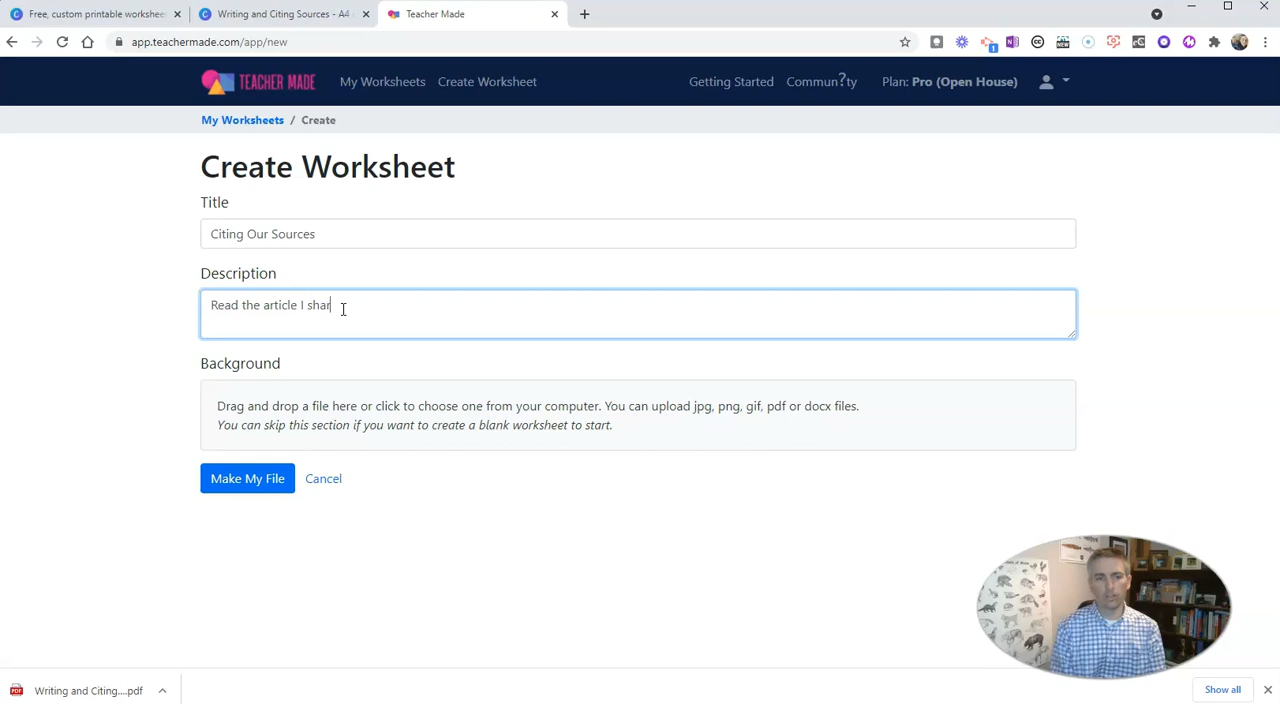 Free, custom printable workshee
Writing and Citing Sources - A4
Teacher Made
app.teachermade.com/app/new
TEACHER MADE
My Worksheets
Create Worksheet
Getting Started
Commun?ty
Plan: Pro (Open House)
My Worksheets / Create
Create Worksheet
Title
Citing Our Sources
Description
Read the article I shar
Background
Drag and drop a file here or click to choose one from your computer. You can upload jpg, png, gif, pdf or docx files.
You can skip this section if you want to create a blank worksheet to start.
Make My File
Cancel
Writing and Citing....pdf
Show all